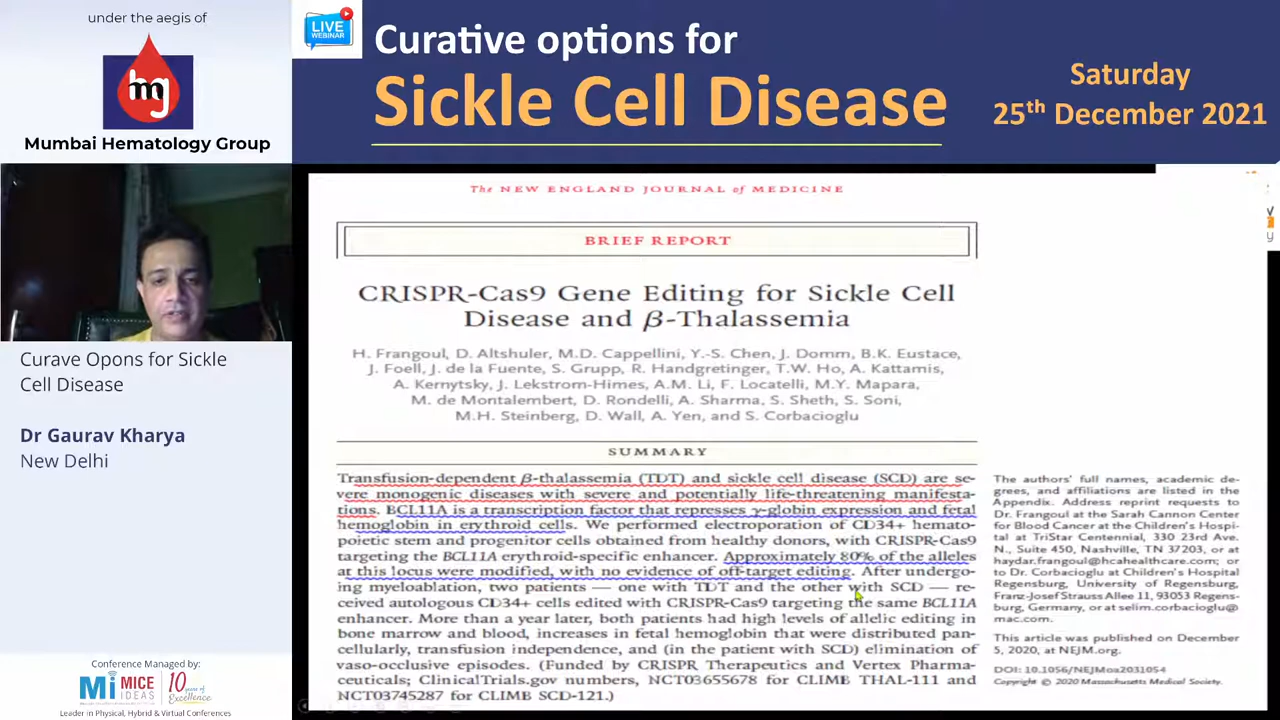 under the aegis of
mg
Mumbai Hematology Group
LIVE
WEBINAR
Curative options for
Sickle Cell Disease
Saturday
25th December 2021
Curave Opons for Sickle
Cell Disease
Dr Gaurav Kharya
New Delhi
Conference Managed by:
Mi MICE IDEAS
10 years of Excellence
Leader in Physical, Hybrid & Virtual Conferences
The NEW ENGLAND JOURNAL of MEDICINE
BRIEF REPORT
CRISPR-Cas9 Gene Editing for Sickle Cell
Disease and β-Thalassemia
H. Frangoul, D. Altshuler, M.D. Cappellini, Y.-S. Chen, J. Domm, B.K. Eustace,
J. Foell, J. de la Fuente, S. Grupp, R. Handgretinger, T.W. Ho, A. Kattamis,
A. Kernytsky, J. Lekstrom-Himes, A.M. Li, F. Locatelli, M.Y. Mapara,
M. de Montalembert, D. Rondelli, A. Sharma, S. Sheth, S. Soni,
M.H. Steinberg, D. Wall, A. Yen, and S. Corbacioglu
SUMMARY
Transfusion-dependent β-thalassemia (TDT) and sickle cell disease (SCD) are se-
vere monogenic diseases with severe and potentially life-threatening manifesta-
tions. BCL11A is a transcription factor that represses γ-globin expression and fetal
hemoglobin in erythroid cells. We performed electroporation of CD34+ hemato-
poietic stem and progenitor cells obtained from healthy donors, with CRISPR-Cas9
targeting the BCL11A erythroid-specific enhancer. Approximately 80% of the alleles
at this locus were modified, with no evidence of off-target editing. After undergo-
ing myeloablation, two patients — one with TDT and the other with SCD — re-
ceived autologous CD34+ cells edited with CRISPR-Cas9 targeting the same BCL11A
enhancer. More than a year later, both patients had high levels of allelic editing in
bone marrow and blood, increases in fetal hemoglobin that were distributed pan-
cellularly, transfusion independence, and (in the patient with SCD) elimination of
vaso-occlusive episodes. (Funded by CRISPR Therapeutics and Vertex Pharma-
ceuticals; ClinicalTrials.gov numbers, NCT03655678 for CLIMB THAL-111 and
NCT03745287 for CLIMB SCD-121.)
The authors' full names, academic de-
grees, and affiliations are listed in the
Appendix. Address reprint requests to
Dr. Frangoul at the Sarah Cannon Center
for Blood Cancer at the Children's Hospi-
tal at TriStar Centennial, 330 23rd Ave.
N., Suite 450, Nashville, TN 37203, or at
haydar.frangoul@hcahealthcare.com; or
to Dr. Corbacioglu at Children's Hospital
Regensburg, University of Regensburg,
Franz-Josef Strauss Allee 11, 93053 Regens-
burg, Germany, or at selim.corbacioglu@
mac.com.
This article was published on December
5, 2020, at NEJM.org.
DOI: 10.1056/NEJMoa2031054
Copyright © 2020 Massachusetts Medical Society.